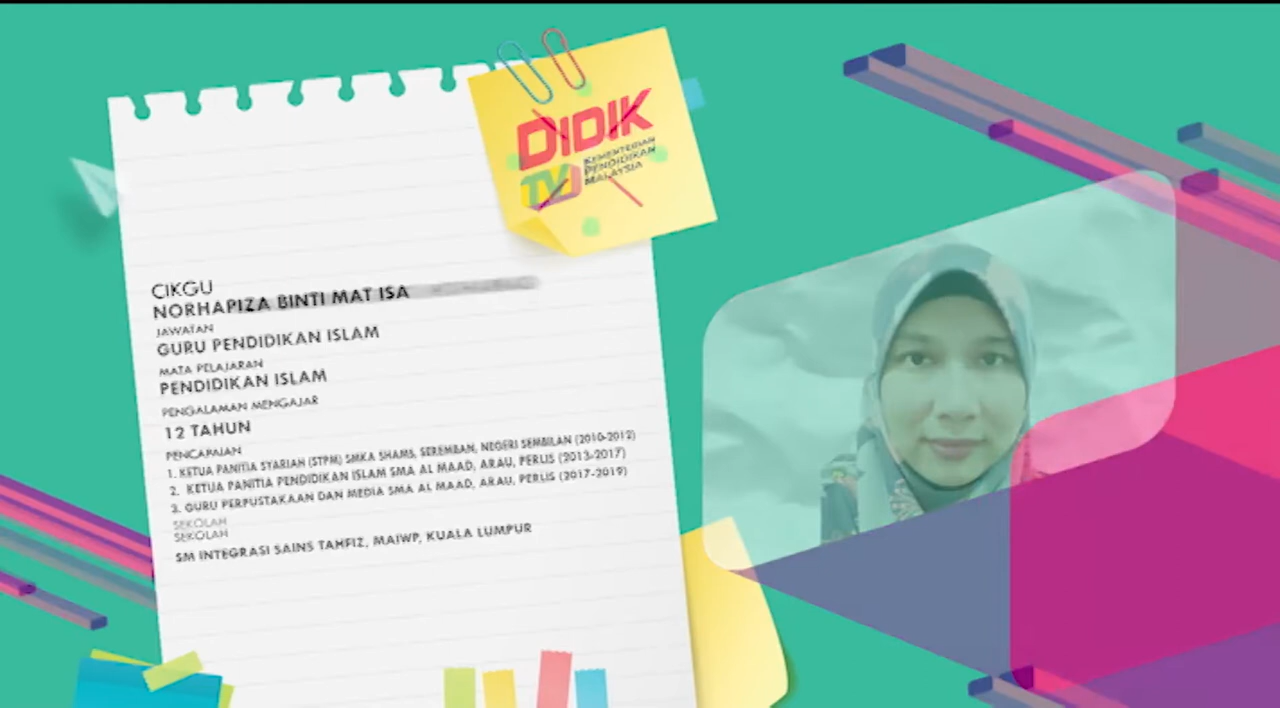 DIDIK
TV
KEMENTERIAN
PENDIDIKAN
MALAYSIA
CIKGU
NORHAPIZA BINTI MAT ISA
JAWATAN
GURU PENDIDIKAN ISLAM
MATA PELAJARAN
PENDIDIKAN ISLAM
PENGALAMAN MENGAJAR
12 TAHUN
PENCAPAIAN
1. KETUA PANITIA SYARIAH (STPM) SMKA SHAMS, SEREMBAN, NEGERI SEMBILAN (2010-2012)
2. KETUA PANITIA PENDIDIKAN ISLAM SMA AL MAAD, ARAU, PERLIS (2013-2017)
3. GURU PERPUSTAKAAN DAN MEDIA SMA AL MAAD, ARAU, PERLIS (2017-2019)
SEKOLAH
SEKOLAH
SM INTEGRASI SAINS TAHFIZ, MAIWP, KUALA LUMPUR